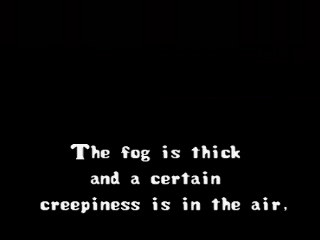 The fog is thick
and a certain
creepiness is in the air.